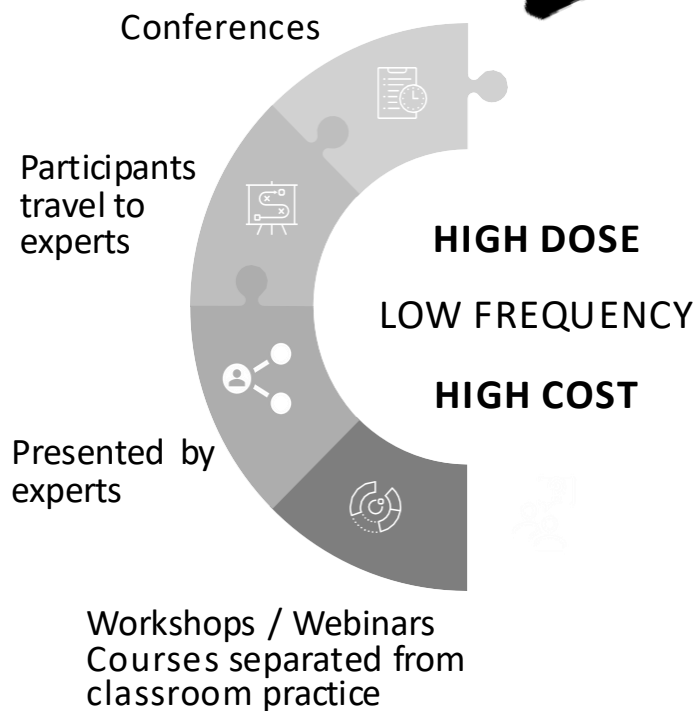 Conferences
Participants
travel to
experts
HIGH DOSE
LOW FREQUENCY
HIGH COST
Presented by
experts
Workshops / Webinars
Courses separated from
classroom practice